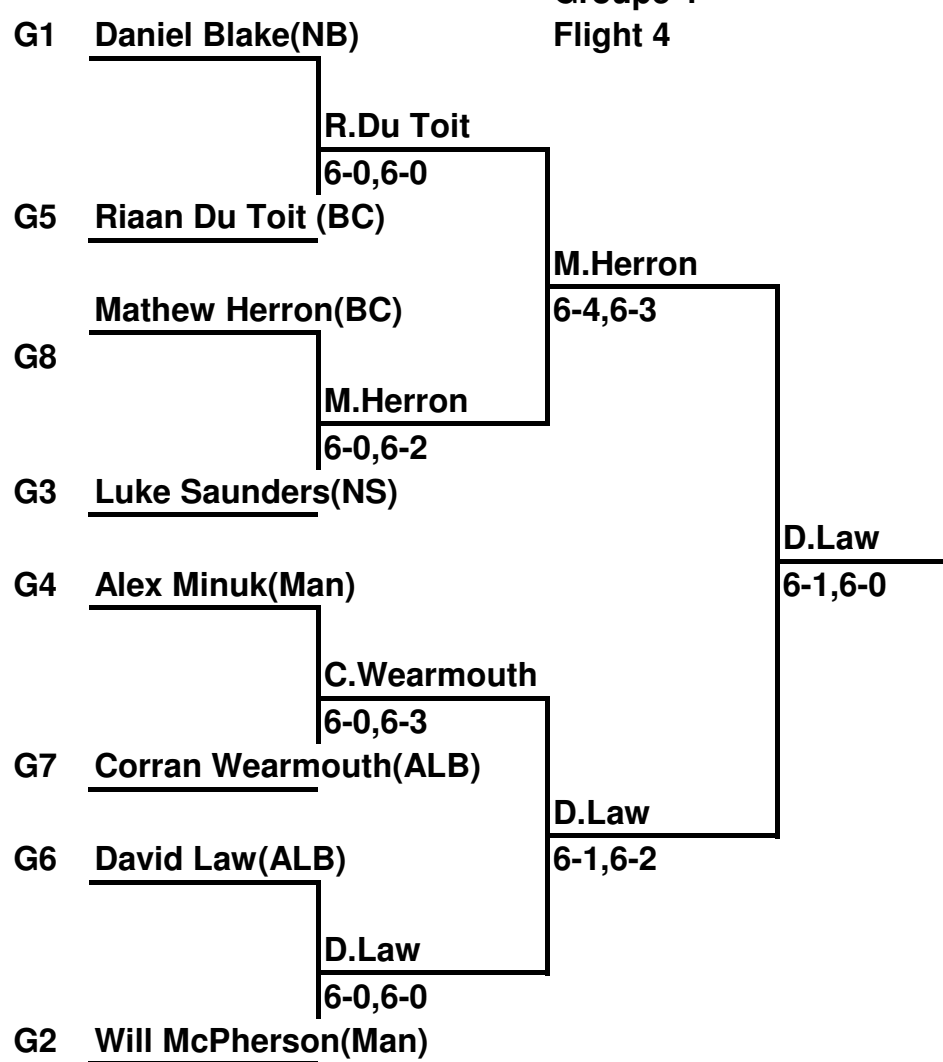 G1 Daniel Blake(NB) Flight 4
R.Du Toit
6-0,6-0
G5 Riaan Du Toit (BC)
M.Herron
Mathew Herron(BC) 6-4,6-3
G8
M.Herron
6-0,6-2
G3 Luke Saunders(NS)
D.Law
G4 Alex Minuk(Man) 6-1,6-0
C.Wearmouth
6-0,6-3
G7 Corran Wearmouth(ALB)
D.Law
G6 David Law(ALB) 6-1,6-2
D.Law
6-0,6-0
G2 Will McPherson(Man)